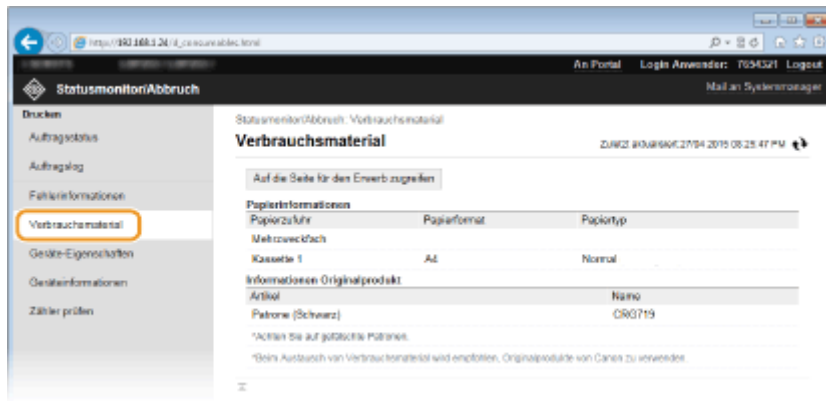 http://192.168.1.24/d_consumables.html
An Portal Login Anwender: 7654321 Logout
Statusmonitor/Abbruch
Mail an Systemmanager
Drucken
Auftragsstatus
Auftragslog
Fehlerinformationen
Verbrauchsmaterial
Geräte-Eigenschaften
Geräteinformationen
Zähler prüfen
Statusmonitor/Abbruch: Verbrauchsmaterial
Verbrauchsmaterial
Zuletzt aktualisiert:27/04 2015 08:25:47 PM
Auf die Seite für den Erwerb zugreifen
Papierinformationen
Papierzufuhr Papierformat Papiertyp
Mehrzweckfach
Kassette 1 A4 Normal
Informationen Originalprodukt
Artikel Name
Patrone (Schwarz) CRG719
*Achten Sie auf gefälschte Patronen.
*Beim Austausch von Verbrauchsmaterial wird empfohlen, Originalprodukte von Canon zu verwenden.